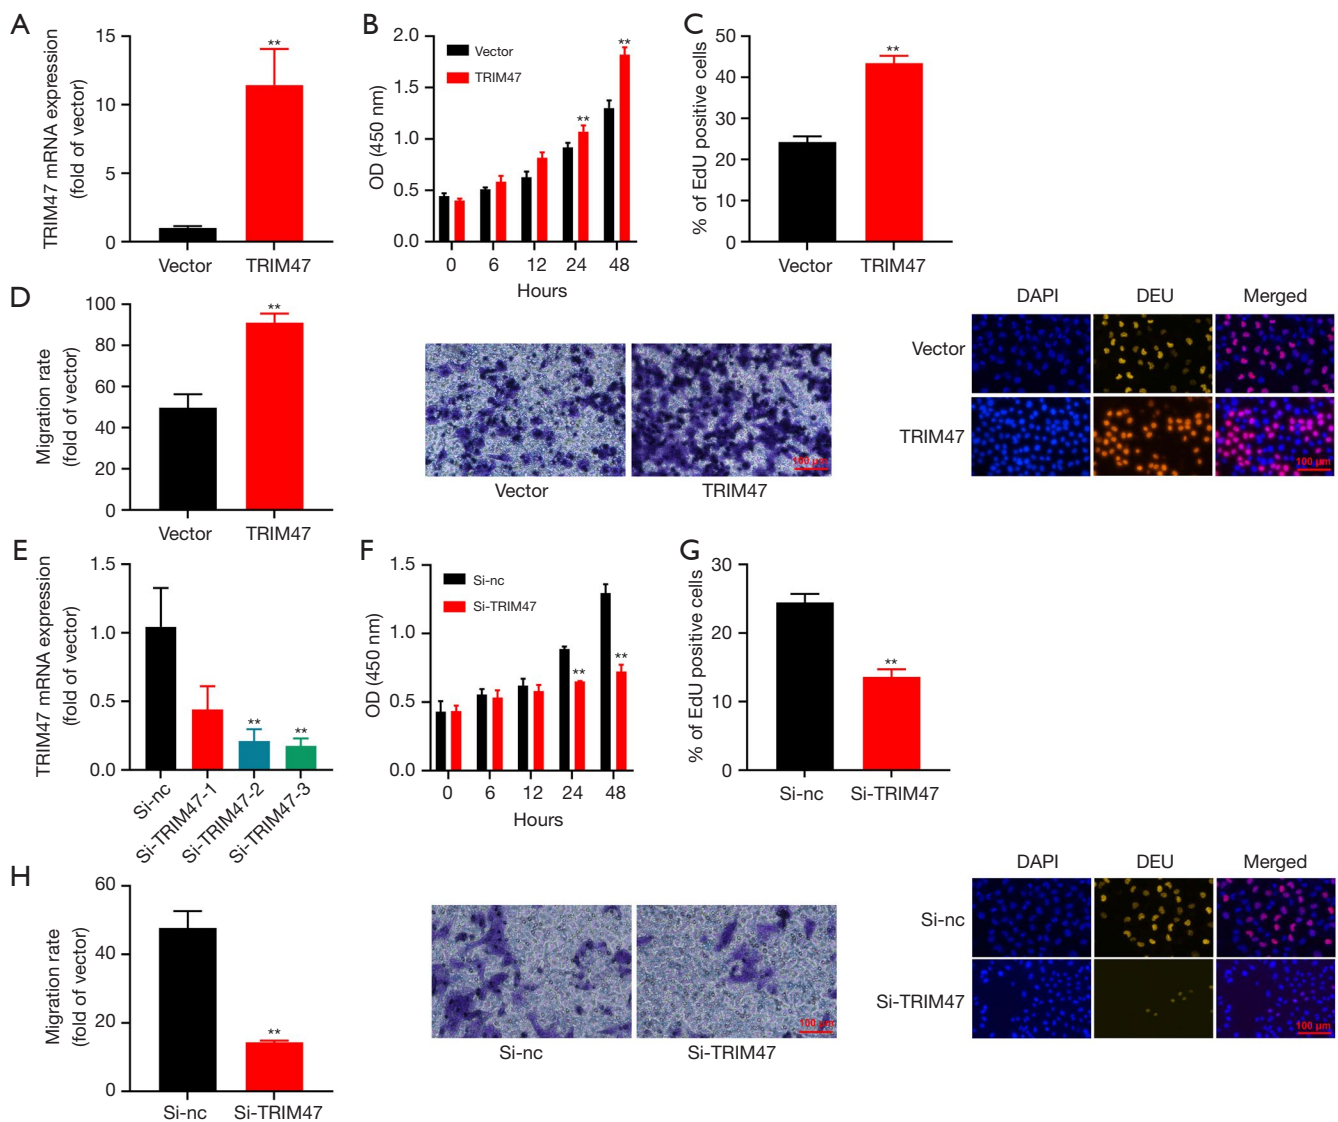 A
TRIM47 mRNA expression
(fold of vector)
15
10
5
0
**
Vector
TRIM47
B
OD (450 nm)
2.0
1.5
1.0
0.5
0.0
Vector
TRIM47
**
**
0 6 12 24 48
Hours
C
% of EdU positive cells
50
40
30
20
10
0
**
Vector
TRIM47
D
Migration rate
(fold of vector)
100
80
60
40
20
0
**
Vector
TRIM47
100 μm
Vector
TRIM47
DAPI DEU Merged
Vector
TRIM47
100 μm
E
TRIM47 mRNA expression
(fold of vector)
1.5
1.0
0.5
0.0
**
**
Si-nc
Si-TRIM47-1
Si-TRIM47-2
Si-TRIM47-3
F
OD (450 nm)
1.5
1.0
0.5
0.0
Si-nc
Si-TRIM47
**
**
0 6 12 24 48
Hours
G
% of EdU positive cells
30
20
10
0
**
Si-nc
Si-TRIM47
H
Migration rate
(fold of vector)
60
40
20
0
**
Si-nc
Si-TRIM47
100 μm
Si-nc
Si-TRIM47
DAPI DEU Merged
Si-nc
Si-TRIM47
100 μm